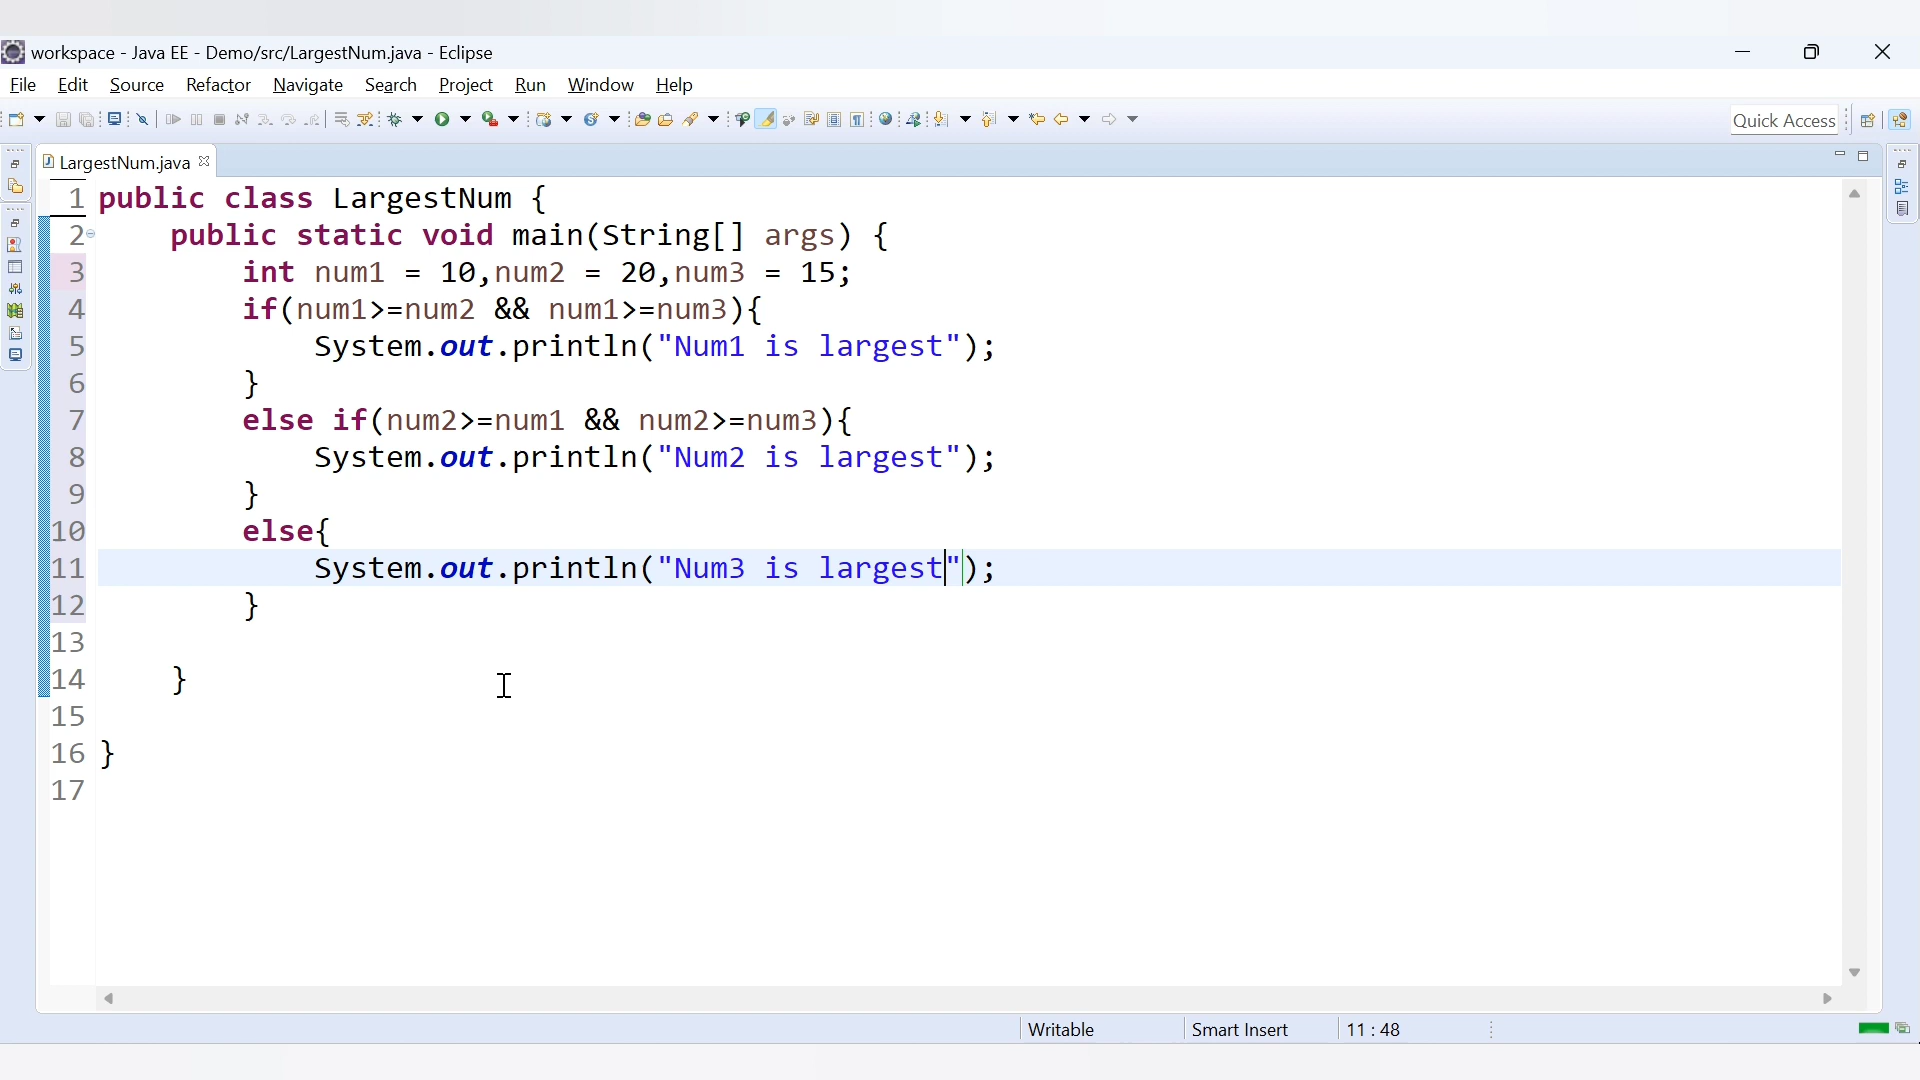 workspace - Java EE - Demo/src/LargestNum.java - Eclipse
File Edit Source Refactor Navigate Search Project Run Window Help
Quick Access
LargestNum.java
1 public class LargestNum {
2     public static void main(String[] args) {
3         int num1 = 10,num2 = 20,num3 = 15;
4         if(num1>=num2 && num1>=num3){
5             System.out.println("Num1 is largest");
6         }
7         else if(num2>=num1 && num2>=num3){
8             System.out.println("Num2 is largest");
9         }
10         else{
11             System.out.println("Num3 is largest");
12         }
13
14     }
15
16 }
17
Writable Smart Insert 11 : 48